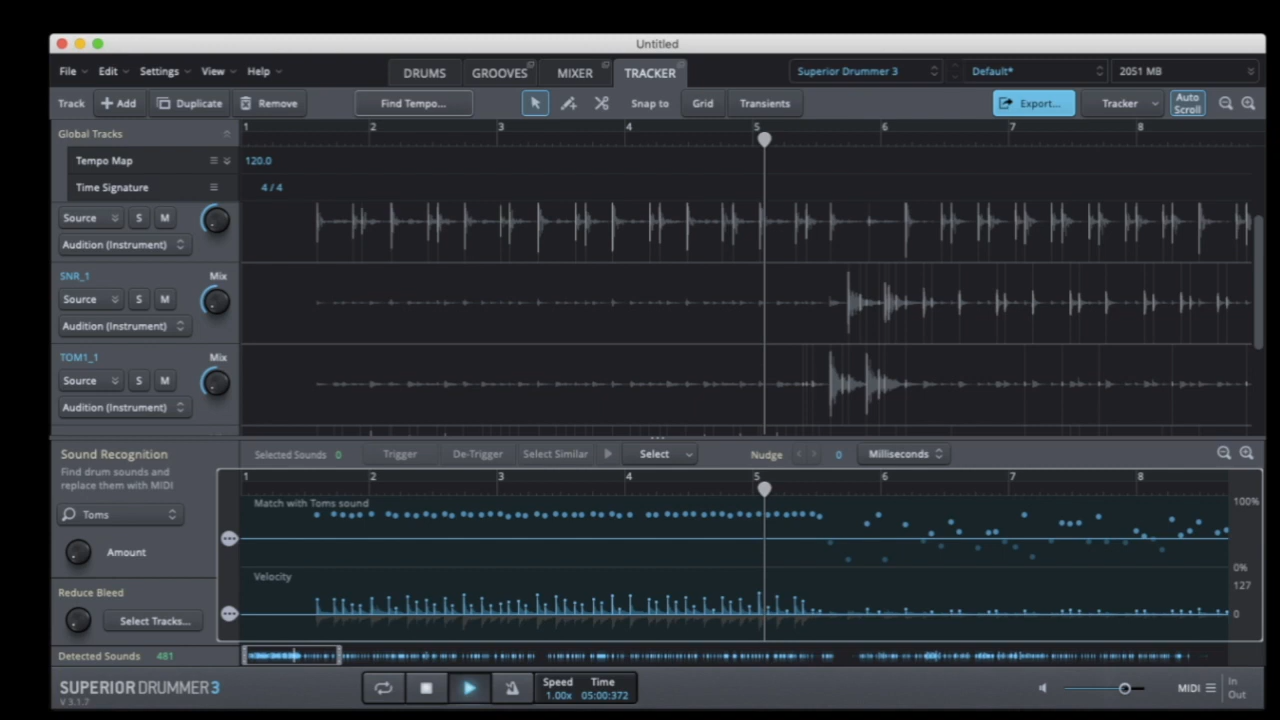 Untitled
File Edit Settings View Help DRUMS GROOVES MIXER TRACKER Superior Drummer 3 Default* 2051 MB
Track + Add Duplicate Remove Find Tempo... Snap to Grid Transients Export... Tracker Auto Scroll
Global Tracks 1 2 3 4 5 6 7 8
Tempo Map 120.0
Time Signature 4 / 4
Source S M
Audition (Instrument)
SNR_1 Mix
Source S M
Audition (Instrument)
TOM1_1 Mix
Source S M
Audition (Instrument)
Sound Recognition Selected Sounds 0 Trigger De-Trigger Select Similar Select Nudge 0 Milliseconds
Find drum sounds and
replace them with MIDI
1 2 3 4 5 6 7 8
Match with Toms sound 100%
Toms
Amount
0%
Velocity 127
Reduce Bleed
0
Select Tracks...
Detected Sounds 481
SUPERIOR DRUMMER 3
V 3.1.7
Speed Time
1.00x 05:00:372
MIDI In
Out